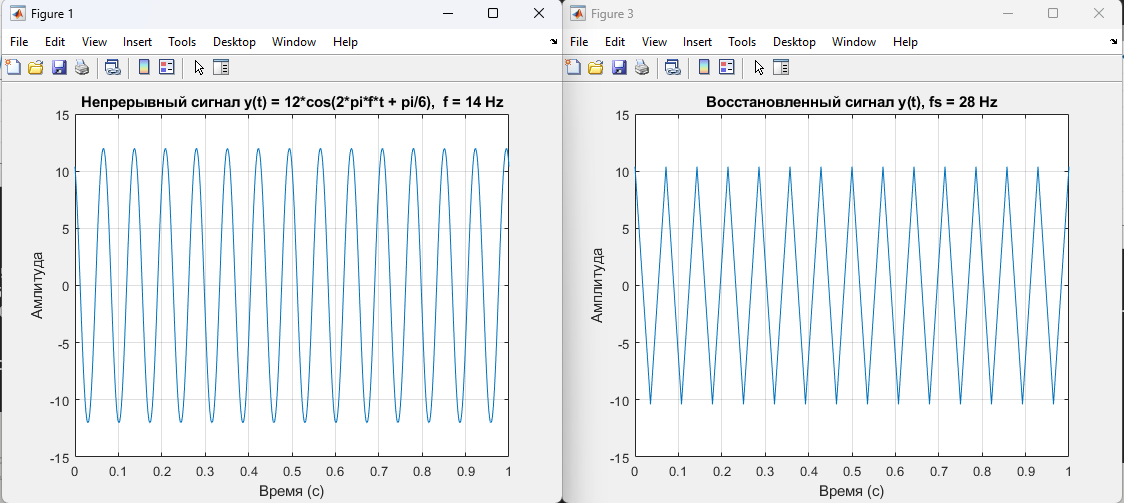 Figure 1
File Edit View Insert Tools Desktop Window Help
Непрерывный сигнал y(t) = 12*cos(2*pi*f*t + pi/6), f = 14 Hz
15
10
5
0
-5
-10
-15
Амлитуда
0 0.1 0.2 0.3 0.4 0.5 0.6 0.7 0.8 0.9 1
Время (с)
Figure 3
File Edit View Insert Tools Desktop Window Help
Восстановленный сигнал y(t), fs = 28 Hz
15
10
5
0
-5
-10
-15
Амплитуда
0 0.1 0.2 0.3 0.4 0.5 0.6 0.7 0.8 0.9 1
Время (с)